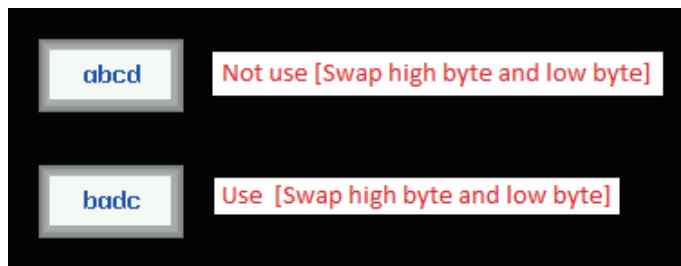 abcd Not use [Swap high byte and low byte]
badc Use [Swap high byte and low byte]